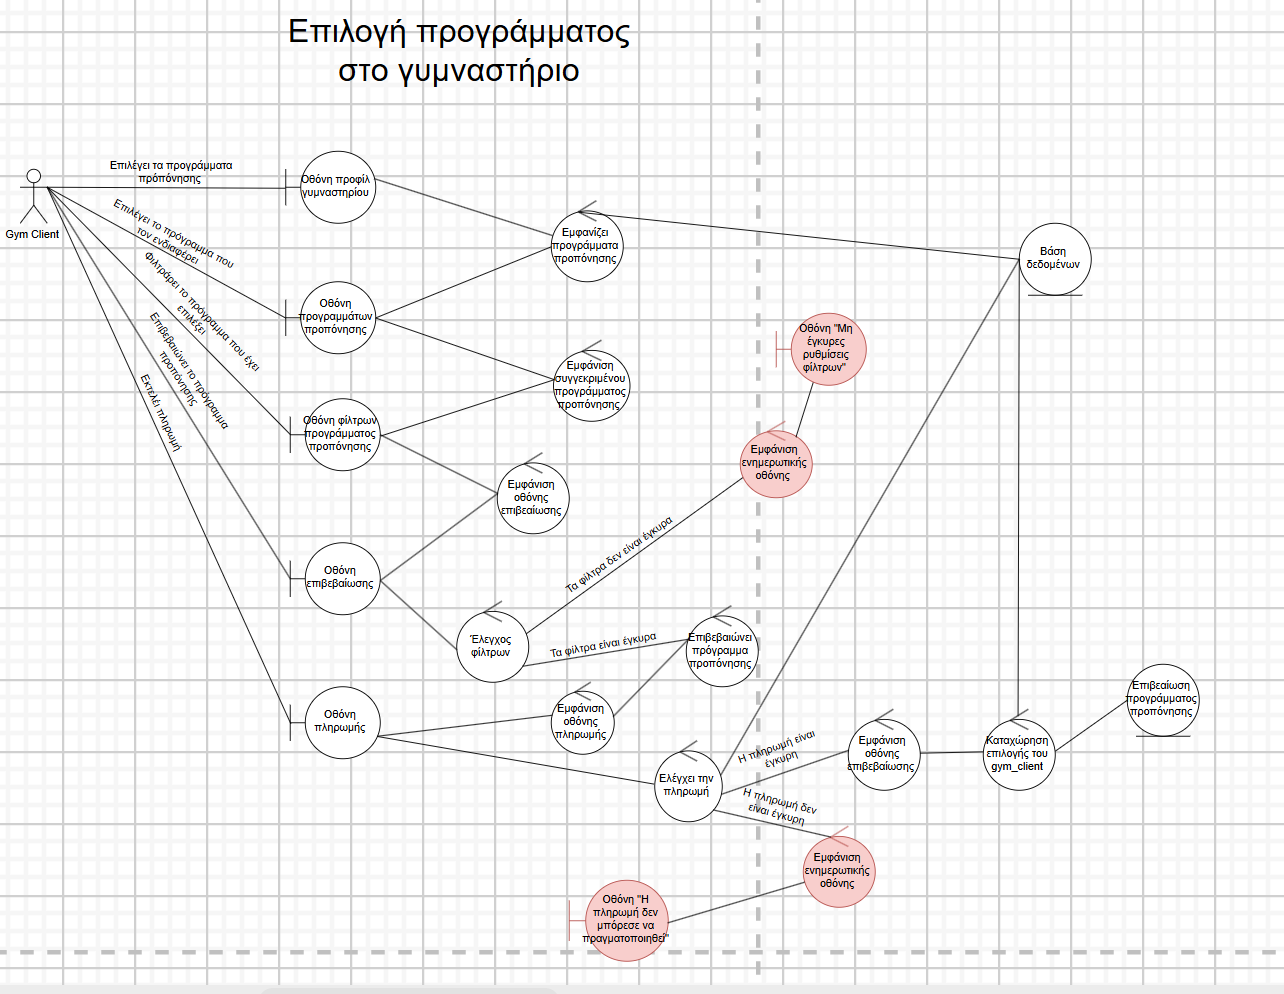 Επιλογή προγράμματος
στο γυμναστήριο
Επιλέγει τα προγράμματα
πρόπόνησης
Gym Client
Οθόνη προφίλ
γυμναστηρίου
Επιλέγει το πρόγραμμα που
τον ενδιαφέρει
Εμφανίζει
προγράμματα
προπόνησης
Βάση
δεδομένων
Φιλτράρει το πρόγραμμα που έχει
επιλέξει
Οθόνη
προγραμμάτων
προπόνησης
Οθόνη "Μη
έγκυρες
ρυθμίσεις
φίλτρων"
Επιβεβαιώνει το πρόγραμμα
προπόνησης
Εμφάνιση
συγγεκριμένου
προγράμματος
προπόνησης
Εκτελέι πληρωμή
Οθόνη φίλτρων
προγράμματος
προπόνησης
Εμφάνιση
ενημερωτικής
οθόνης
Εμφάνιση
οθόνης
επιβεαίωσης
Τα φίλτρα δεν είναι έγκυρα
Οθόνη
επιβεβαίωσης
Έλεγχος
φίλτρων
Τα φίλτρα είναι έγκυρα
Επιβεβαιώνει
πρόγραμμα
προπόνησης
Επιβεαίωση
προγράμματος
προπόνησης
Οθόνη
πληρωμής
Εμφάνιση
οθόνης
πληρωμής
Η πληρωμή είναι
έγκυρη
Εμφάνιση
οθόνης
επιβεβαίωσης
Καταχώρηση
επιλογής του
gym_client
Ελέγχει την
πληρωμή
Η πληρωμή δεν
είναι έγκυρη
Εμφάνιση
ενημερωτικής
οθόνης
Οθόνη "Η
πληρωμή δεν
μπόρεσε να
πραγματοποιηθεί"